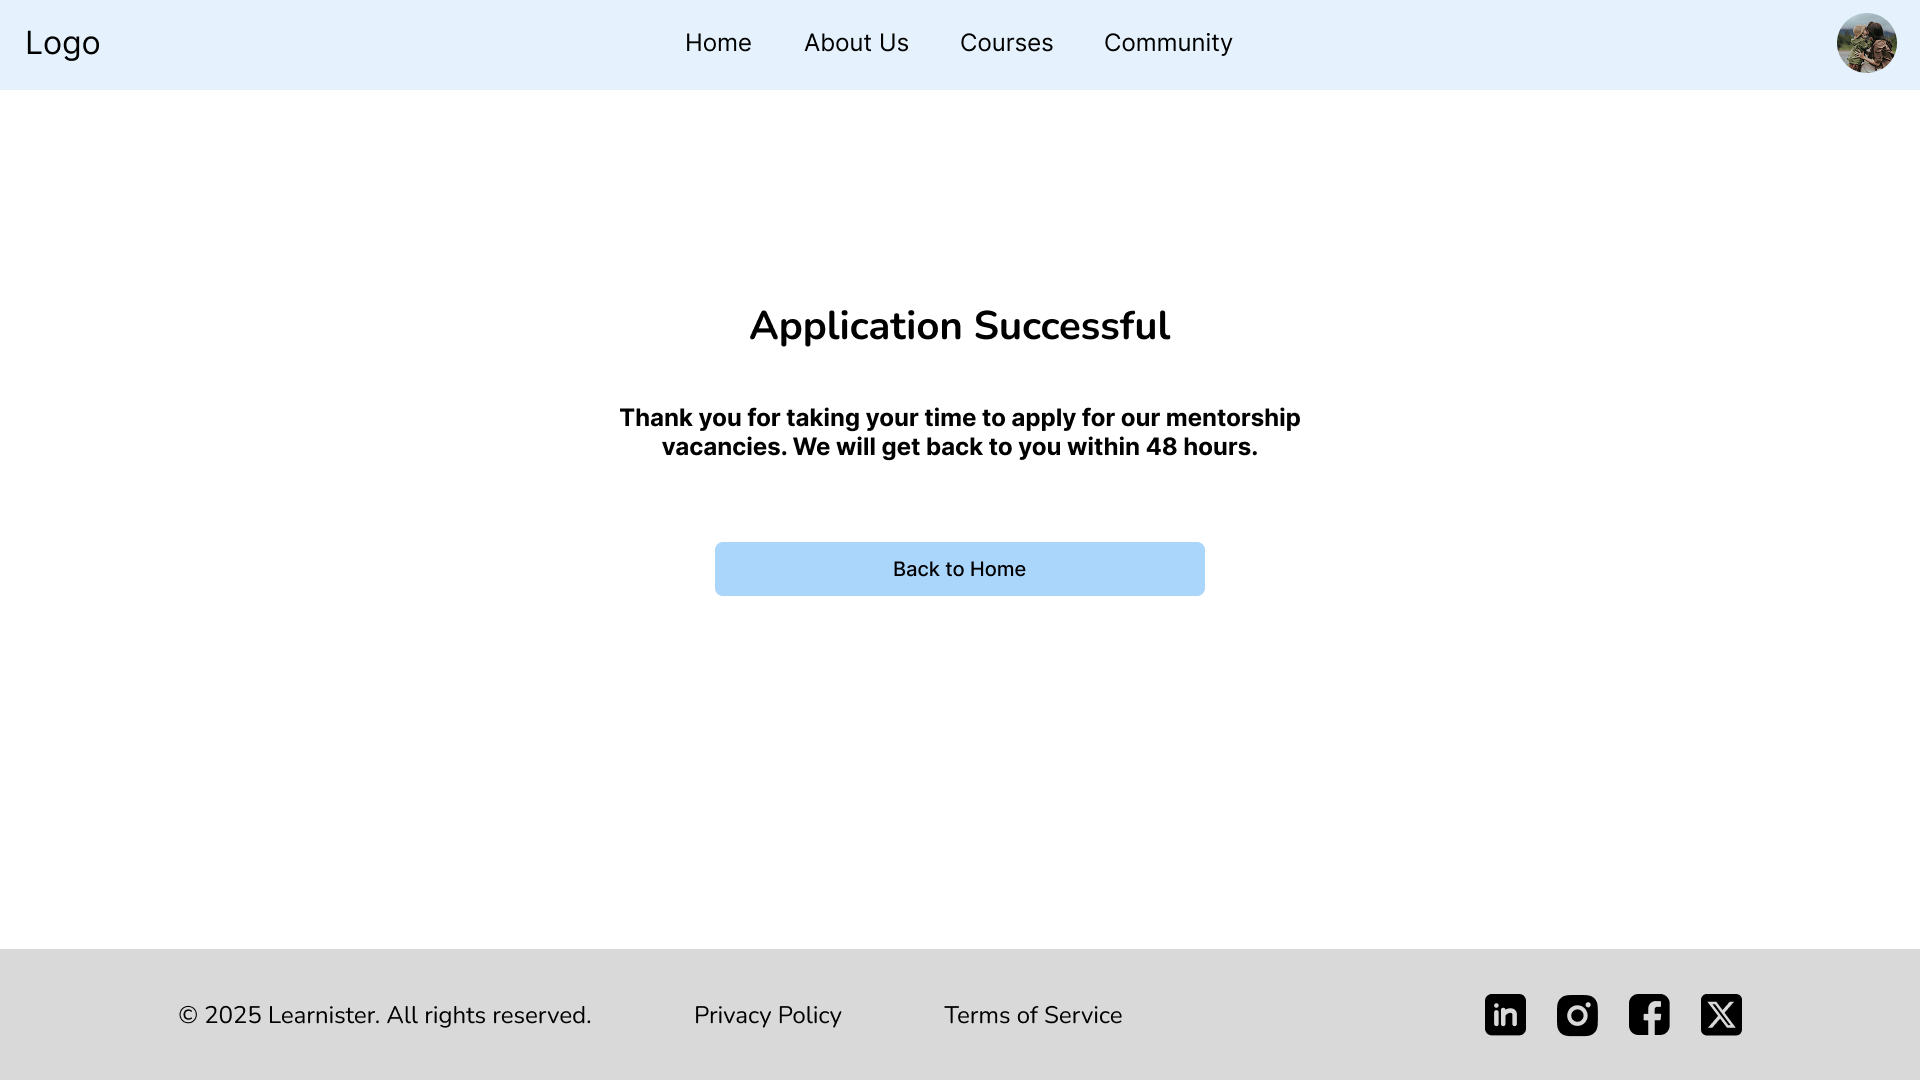 Logo
Home
About Us
Courses
Community
Application Successful
Thank you for taking your time to apply for our mentorship
vacancies. We will get back to you within 48 hours.
Back to Home
© 2025 Learnister. All rights reserved.
Privacy Policy
Terms of Service